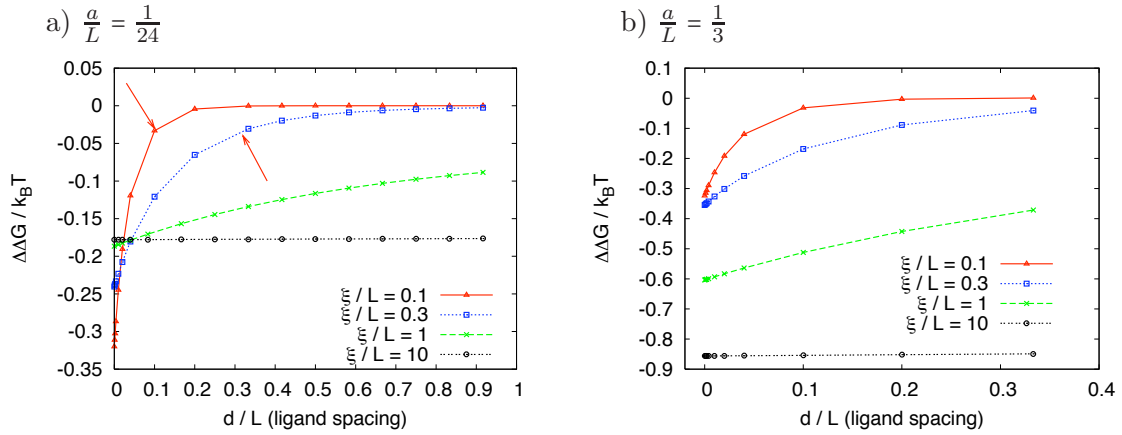 a) a/L = 1/24
0.05
0
-0.05
-0.1
-0.15
-0.2
-0.25
-0.3
-0.35
ΔΔG / k_BT
ξ / L = 0.1
ξ / L = 0.3
ξ / L = 1
ξ / L = 10
0 0.1 0.2 0.3 0.4 0.5 0.6 0.7 0.8 0.9 1
d / L (ligand spacing)
b) a/L = 1/3
0.1
0
-0.1
-0.2
-0.3
-0.4
-0.5
-0.6
-0.7
-0.8
-0.9
ΔΔG / k_BT
ξ / L = 0.1
ξ / L = 0.3
ξ / L = 1
ξ / L = 10
0 0.1 0.2 0.3 0.4
d / L (ligand spacing)